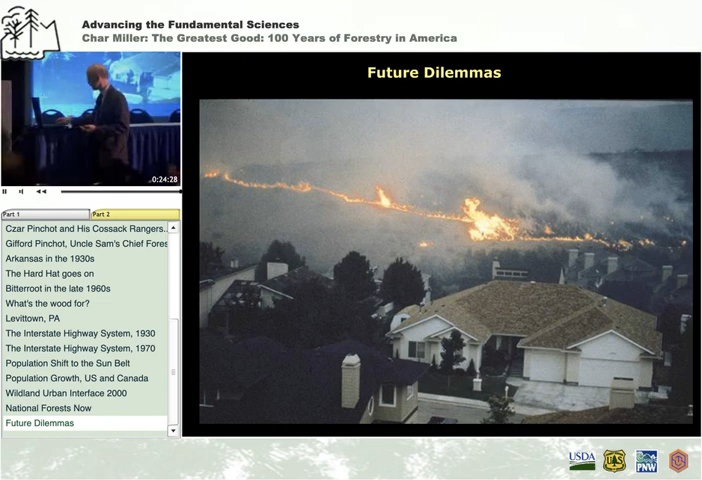 Advancing the Fundamental Sciences
Char Miller: The Greatest Good: 100 Years of Forestry in America
Future Dilemmas
0:24:28
Part 1
Part 2
Czar Pinchot and His Cossack Rangers..
Gifford Pinchot, Uncle Sam's Chief Fores
Arkansas in the 1930s
The Hard Hat goes on
Bitterroot in the late 1960s
What's the wood for?
Levittown, PA
The Interstate Highway System, 1930
The Interstate Highway System, 1970
Population Shift to the Sun Belt
Population Growth, US and Canada
Wildland Urban Interface 2000
National Forests Now
Future Dilemmas
USDA
PNW